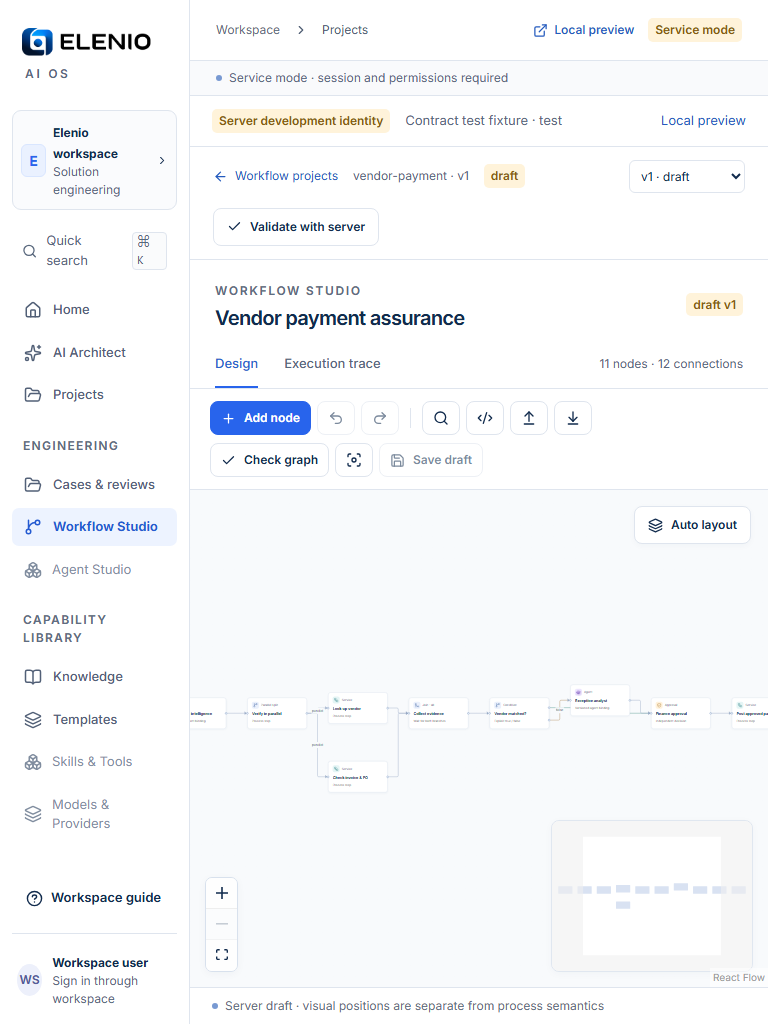 ELENIO
AI OS
E
Elenio
workspace
Solution
engineering
Quick
search
⌘
K
Home
AI Architect
Projects
ENGINEERING
Cases & reviews
Workflow Studio
Agent Studio
CAPABILITY
LIBRARY
Knowledge
Templates
Skills & Tools
Models &
Providers
Workspace guide
WS
Workspace user
Sign in through
workspace
Workspace
Projects
Local preview
Service mode
Service mode · session and permissions required
Server development identity
Contract test fixture · test
Local preview
Workflow projects
vendor-payment · v1
draft
v1 · draft
Validate with server
WORKFLOW STUDIO
Vendor payment assurance
draft v1
Design
Execution trace
11 nodes · 12 connections
Add node
Check graph
Save draft
Auto layout
Verify in parallel
Look up vendor
Check invoice & PO
Collect evidence
Vendor matched?
Exception analyst
Finance approval
React Flow
Server draft · visual positions are separate from process semantics